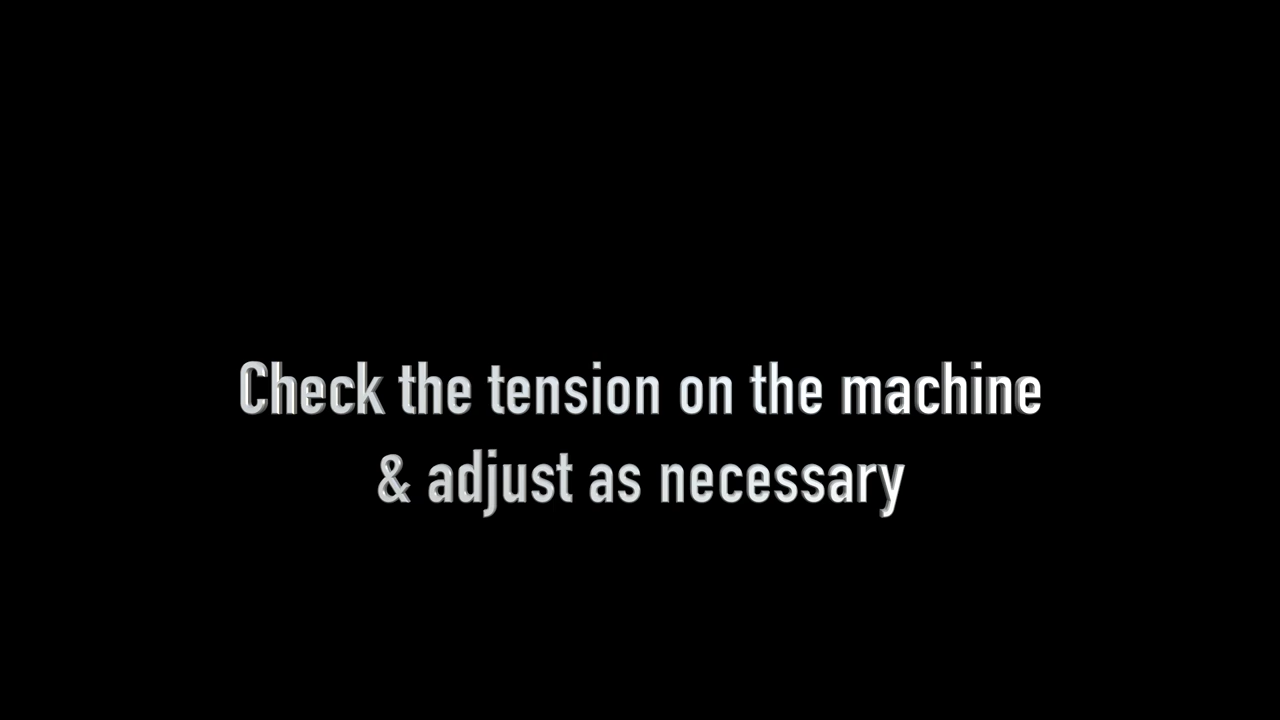 Check the tension on the machine
& adjust as necessary